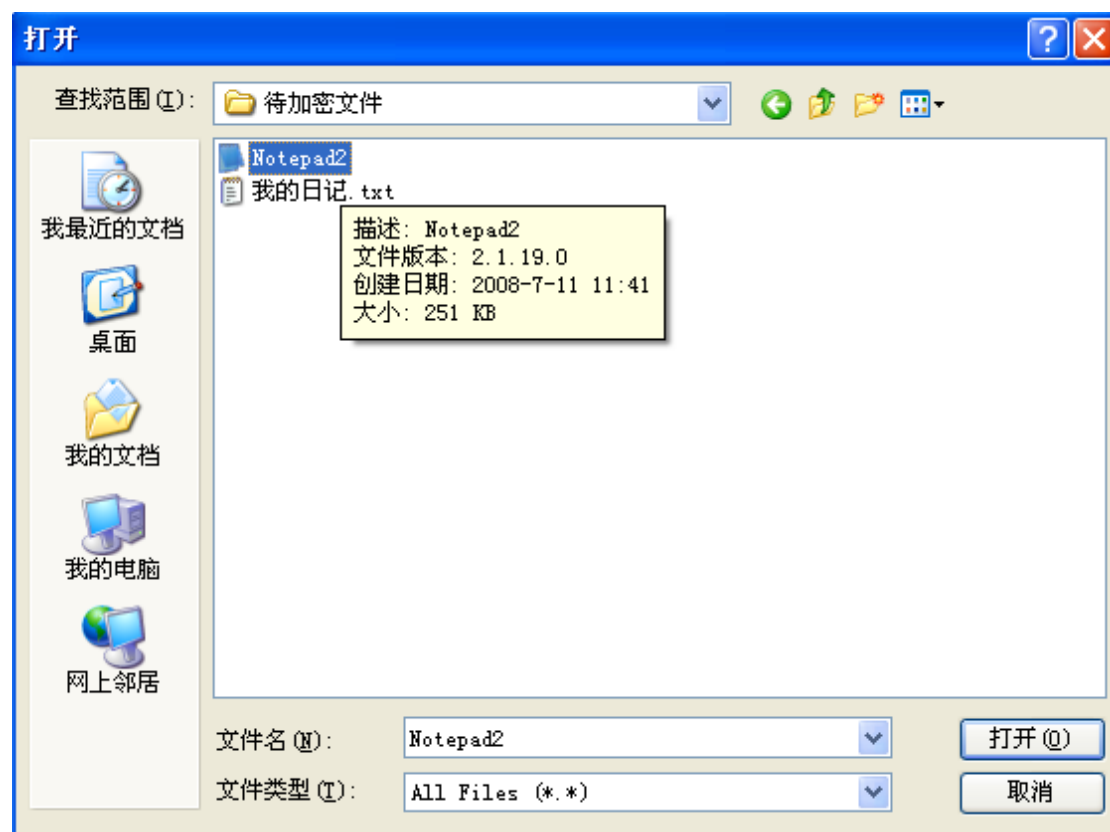 打开
查找范围(I):
待加密文件
Notepad2
我的日记.txt
描述: Notepad2
文件版本: 2.1.19.0
创建日期: 2008-7-11 11:41
大小: 251 KB
我最近的文档
桌面
我的文档
我的电脑
网上邻居
文件名(N):
Notepad2
打开(O)
文件类型(T):
All Files (*.*)
取消